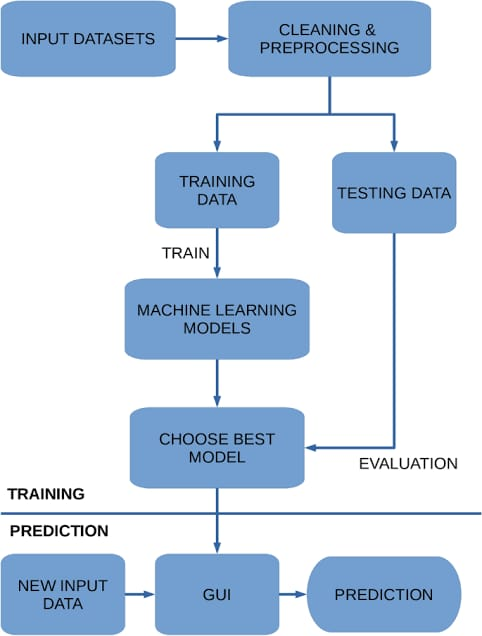 INPUT DATASETS
CLEANING &
PREPROCESSING
TRAINING
DATA
TESTING DATA
TRAIN
MACHINE LEARNING
MODELS
CHOOSE BEST
MODEL
EVALUATION
TRAINING
PREDICTION
NEW INPUT
DATA
GUI
PREDICTION